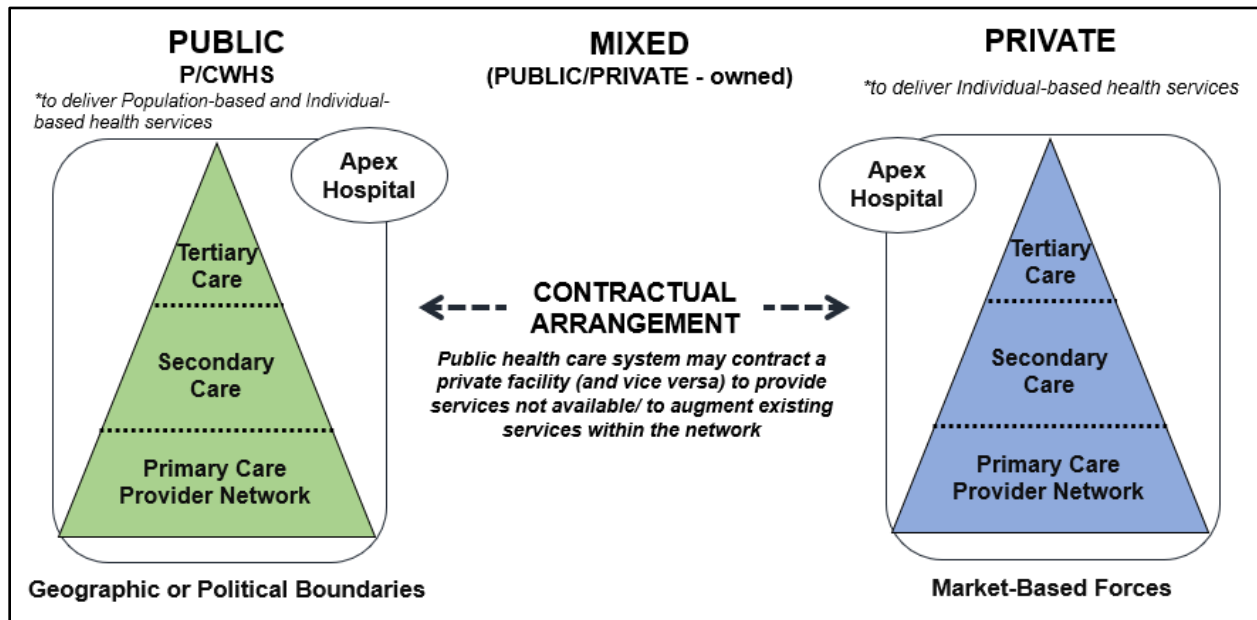 PUBLIC
P/CWHS
*to deliver Population-based and Individual-
based health services
Apex
Hospital
Tertiary
Care
Secondary
Care
Primary Care
Provider Network
Geographic or Political Boundaries
MIXED
(PUBLIC/PRIVATE - owned)
CONTRACTUAL
ARRANGEMENT
Public health care system may contract a
private facility (and vice versa) to provide
services not available/ to augment existing
services within the network
PRIVATE
*to deliver Individual-based health services
Apex
Hospital
Tertiary
Care
Secondary
Care
Primary Care
Provider Network
Market-Based Forces